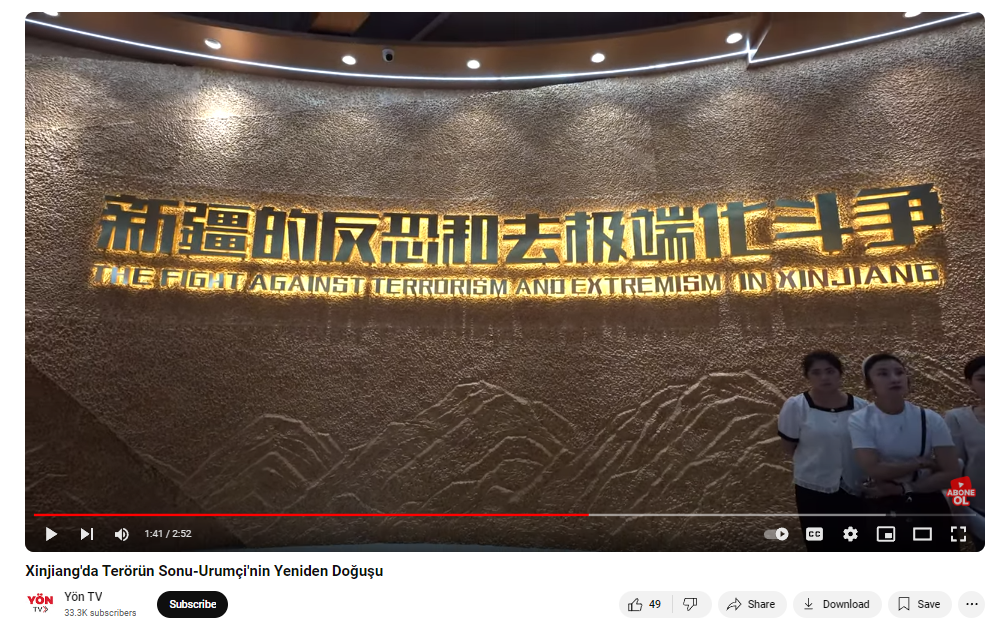 新疆的反恐和去极端化斗争
THE FIGHT AGAINST TERRORISM AND EXTREMISM IN XINJIANG
ABONE
OL
1:41 / 2:52
CC
Xinjiang'da Terörün Sonu-Urumçi'nin Yeniden Doğuşu
YÖN
TV
Yön TV
33.3K subscribers
Subscribe
49
Share
Download
Save